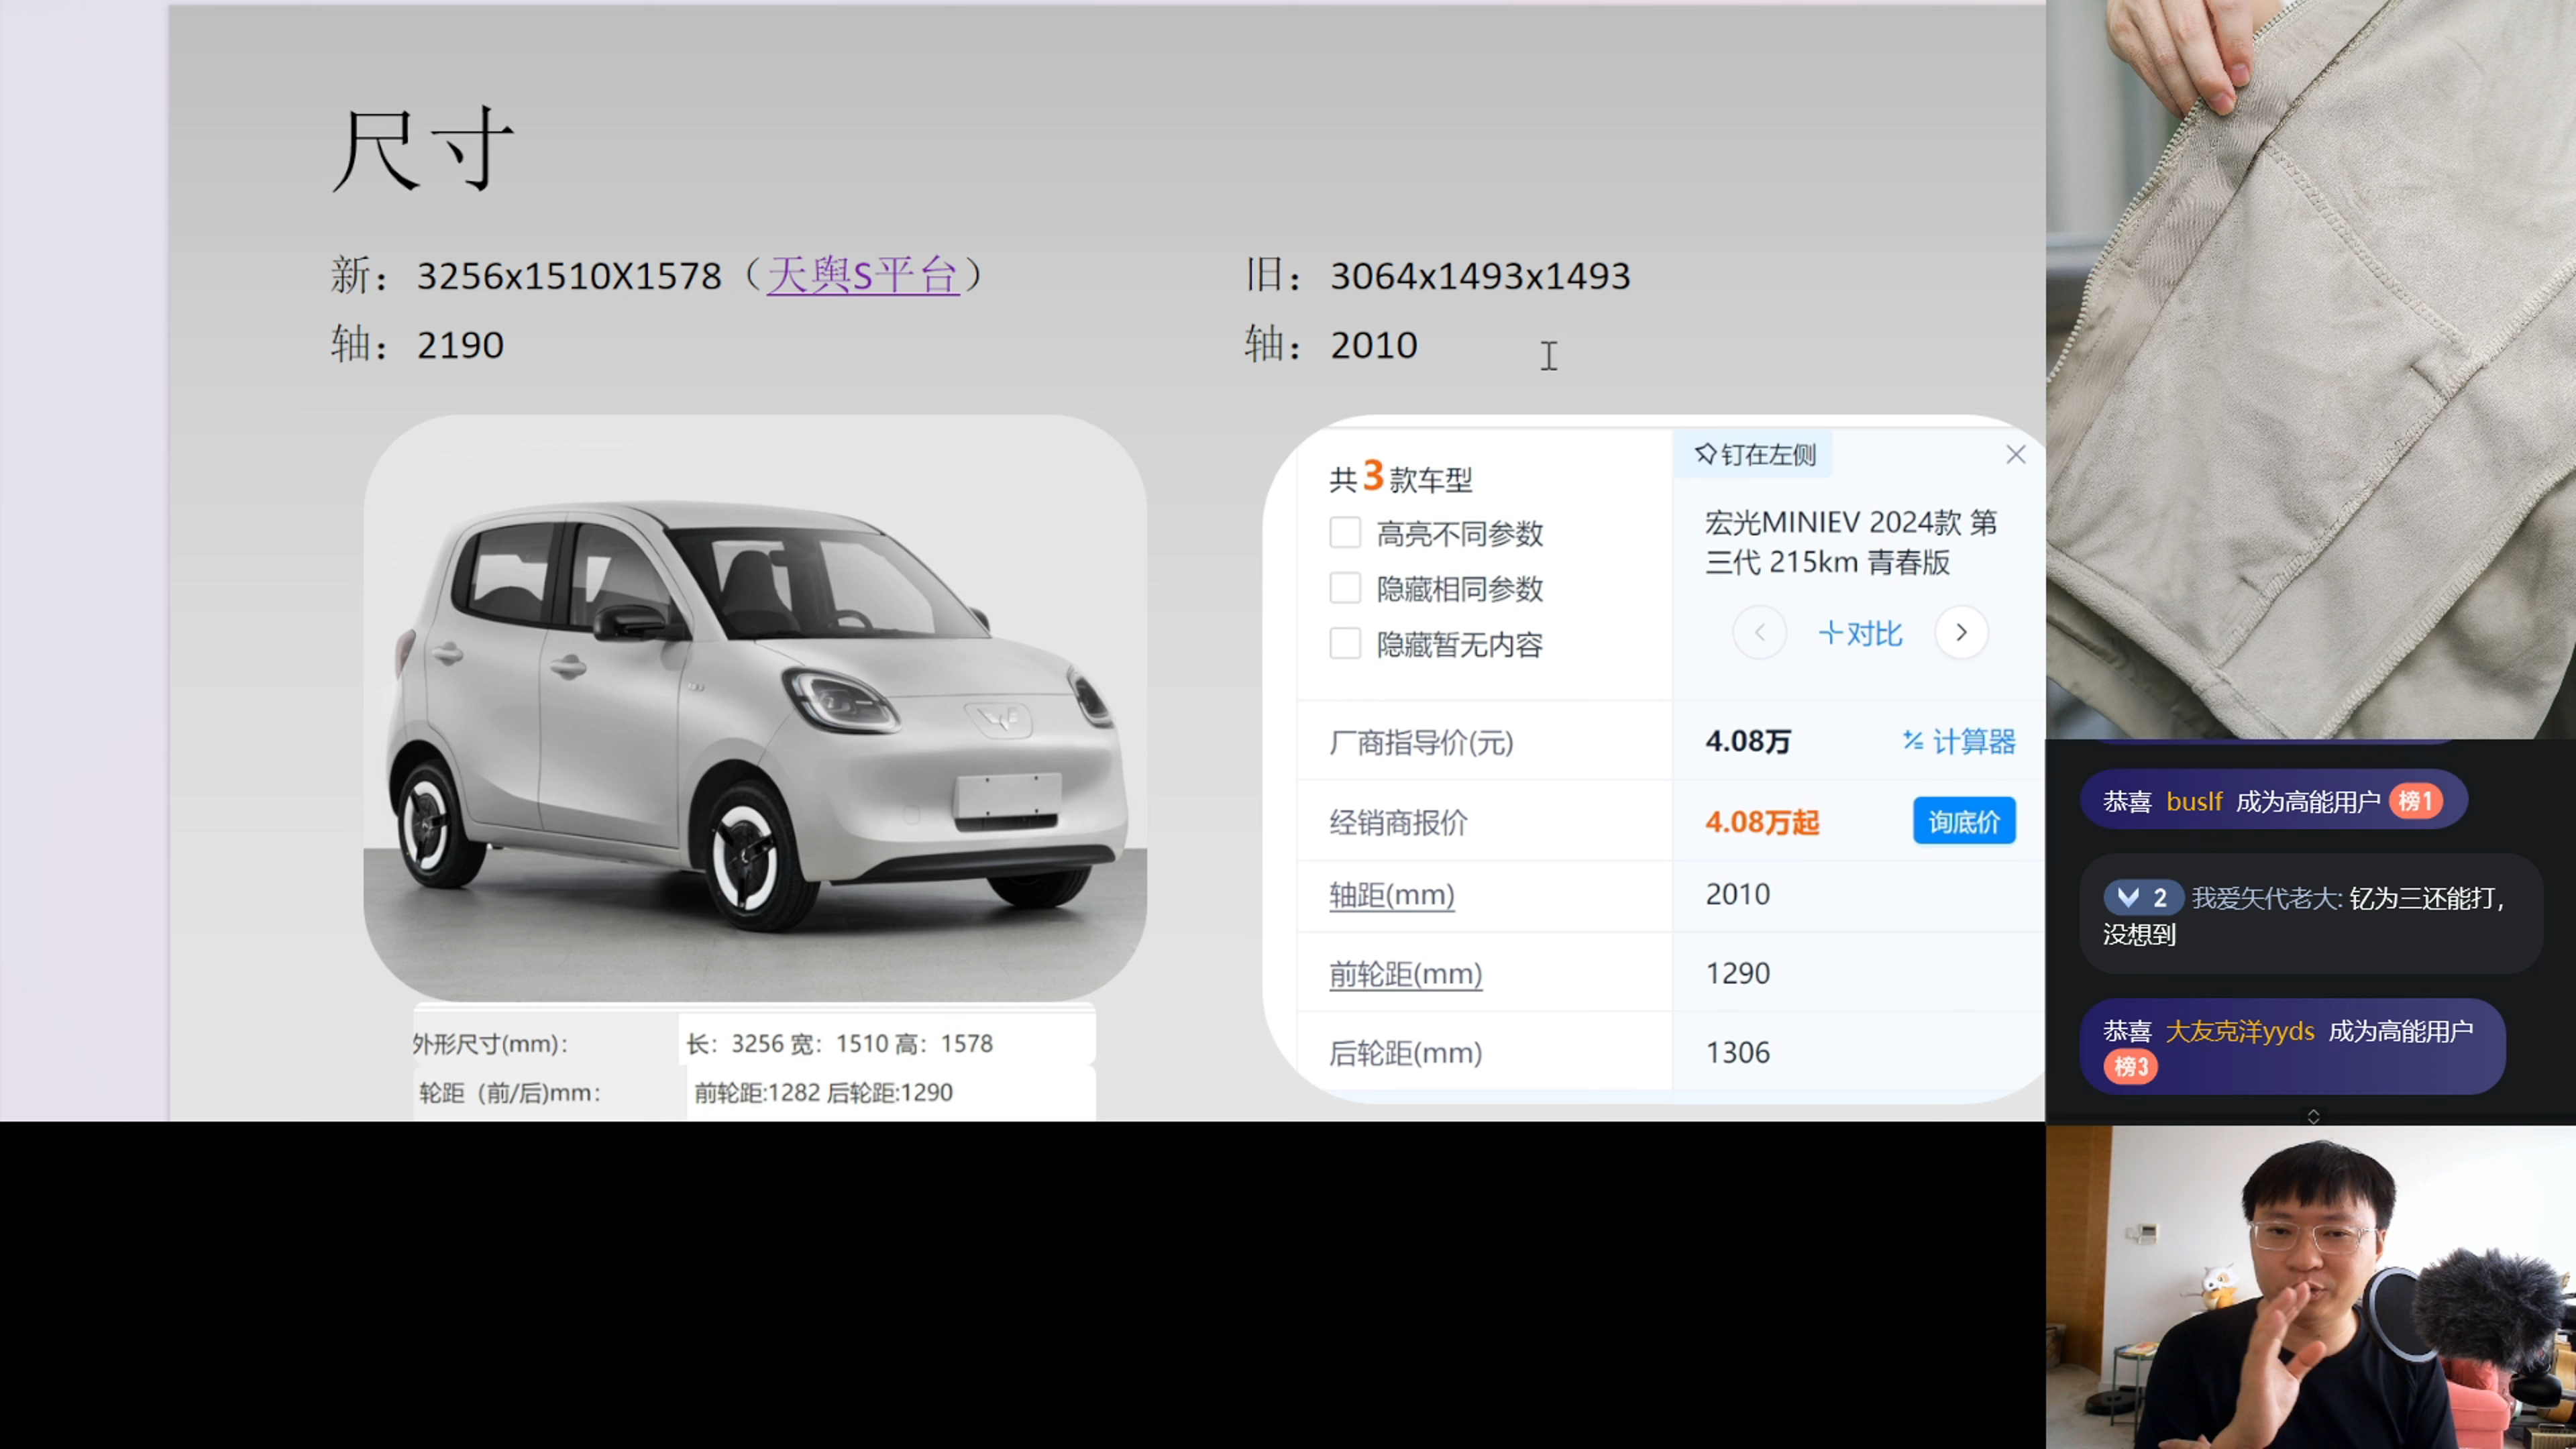 尺寸
新：3256x1510X1578（天舆S平台）
轴：2190
旧：3064x1493x1493
轴：2010
外形尺寸(mm)：
长：3256 宽：1510 高：1578
轮距（前/后)mm：
前轮距:1282 后轮距:1290
共3款车型
高亮不同参数
隐藏相同参数
隐藏暂无内容
钉在左侧
宏光MINIEV 2024款 第
三代 215km 青春版
对比
厂商指导价(元)
4.08万
计算器
经销商报价
4.08万起
询底价
轴距(mm)
2010
前轮距(mm)
1290
后轮距(mm)
1306
恭喜 buslf 成为高能用户 榜1
2 我爱矢代老大: 钇为三还能打，
没想到
恭喜 大友克洋yyds 成为高能用户
榜3